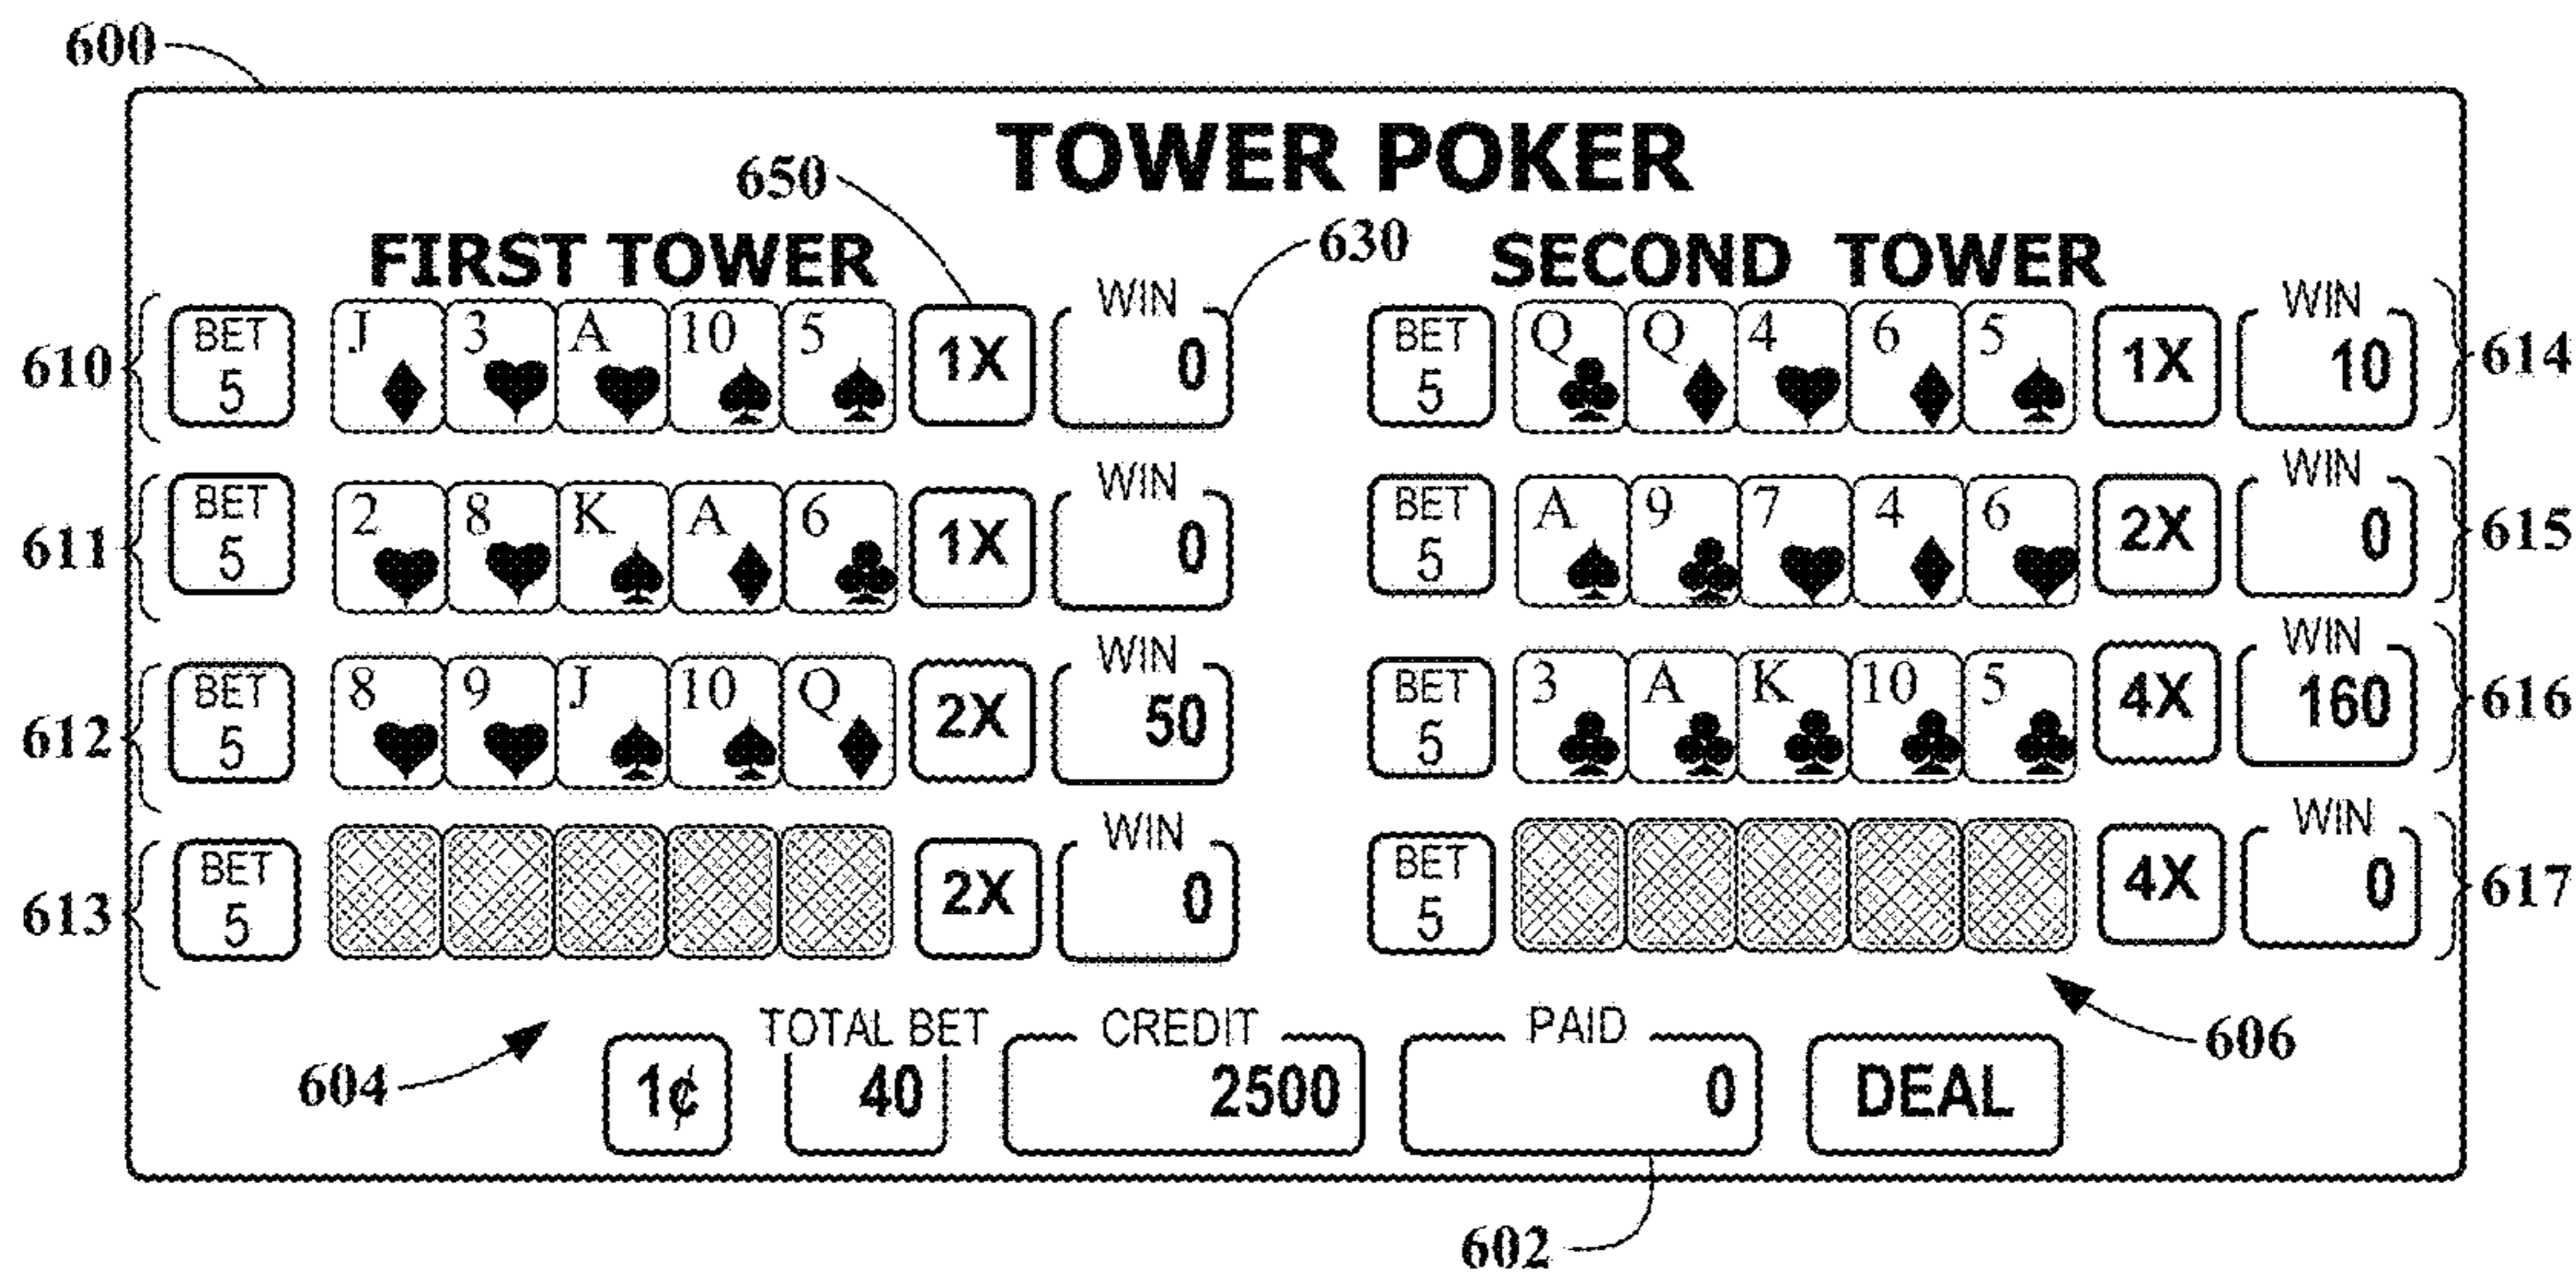 600
TOWER POKER
650
630
FIRST TOWER
SECOND TOWER
610
BET
5
J 3 A 10 5
1X
WIN
0
BET
5
Q Q 4 6 5
1X
WIN
10
614
611
BET
5
2 8 K A 6
1X
WIN
0
BET
5
A 9 7 4 6
2X
WIN
0
615
612
BET
5
8 9 J 10 Q
2X
WIN
50
BET
5
3 A K 10 5
4X
WIN
160
616
613
BET
5
2X
WIN
0
BET
5
4X
WIN
0
617
604
1¢
TOTAL BET
40
CREDIT
2500
PAID
0
DEAL
606
602